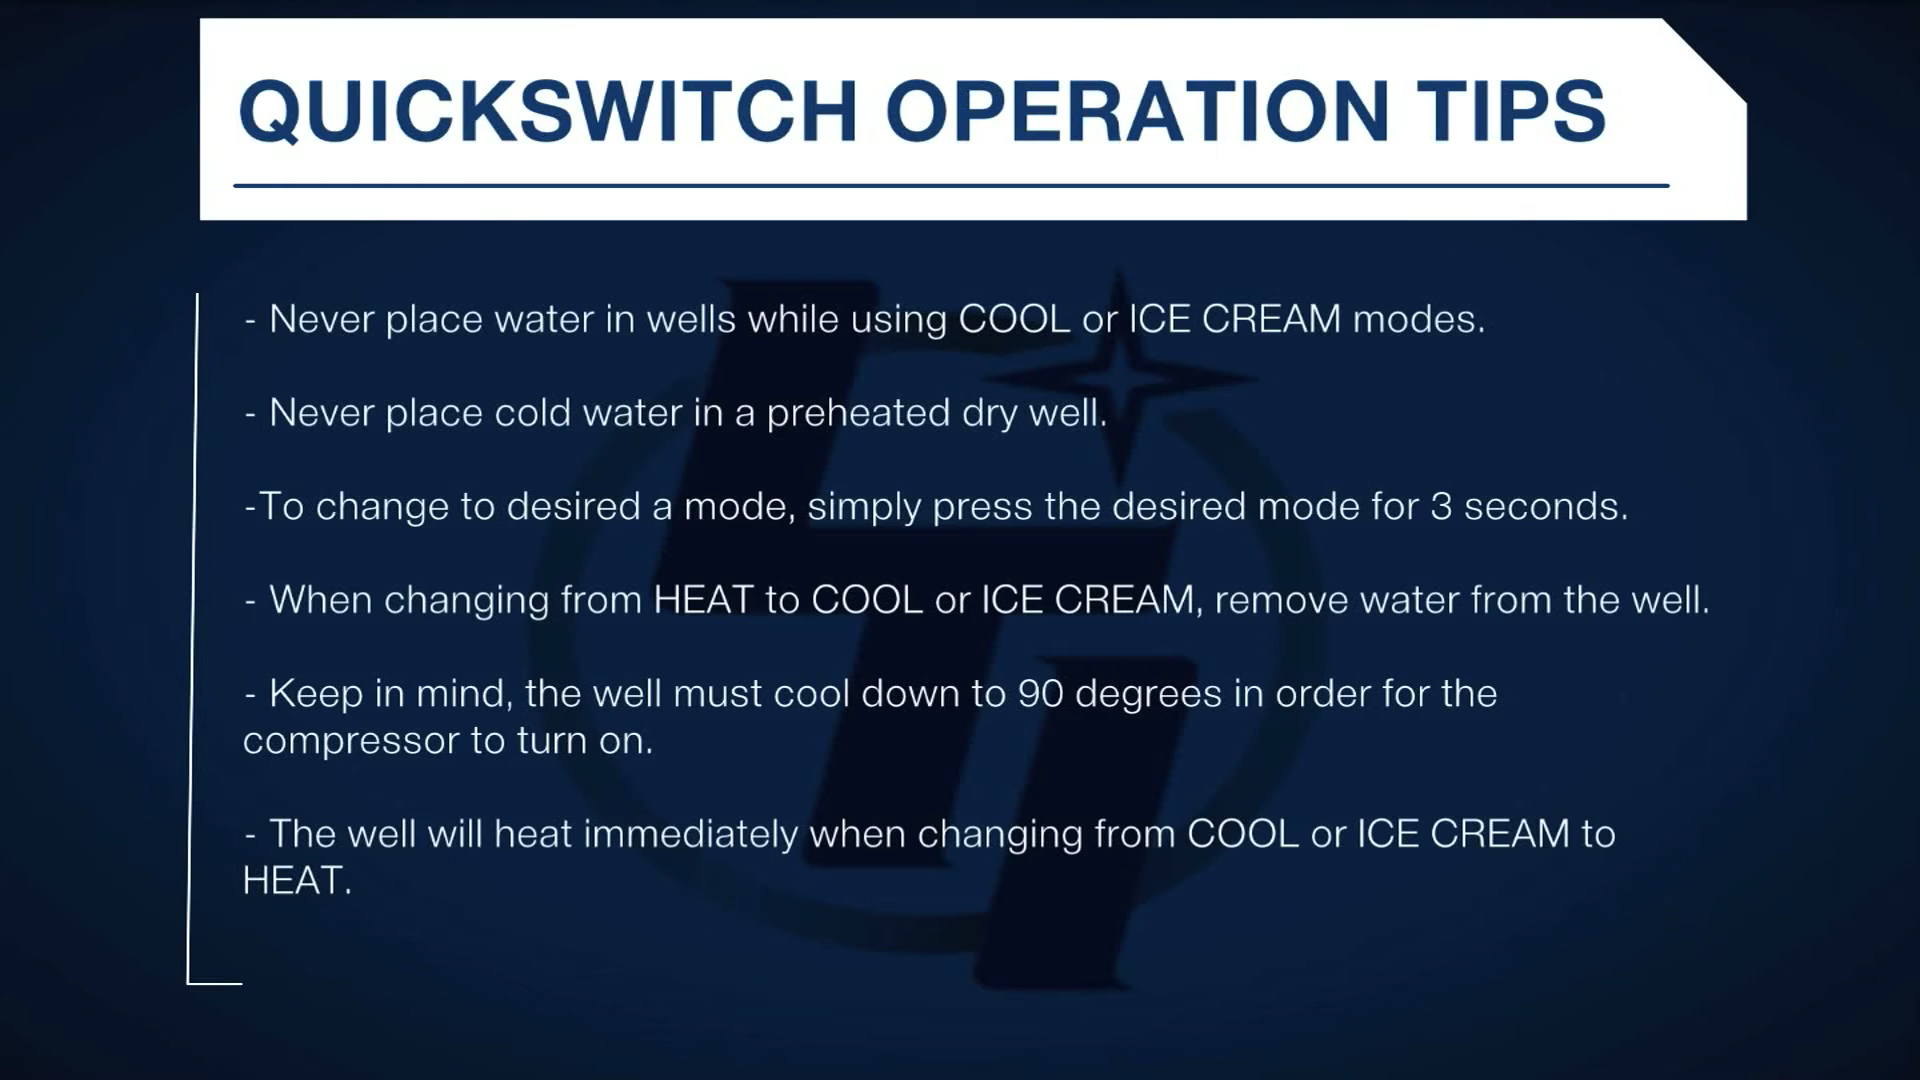 QUICKSWITCH OPERATION TIPS
- Never place water in wells while using COOL or ICE CREAM modes.
- Never place cold water in a preheated dry well.
-To change to desired a mode, simply press the desired mode for 3 seconds.
- When changing from HEAT to COOL or ICE CREAM, remove water from the well.
- Keep in mind, the well must cool down to 90 degrees in order for the
compressor to turn on.
- The well will heat immediately when changing from COOL or ICE CREAM to
HEAT.